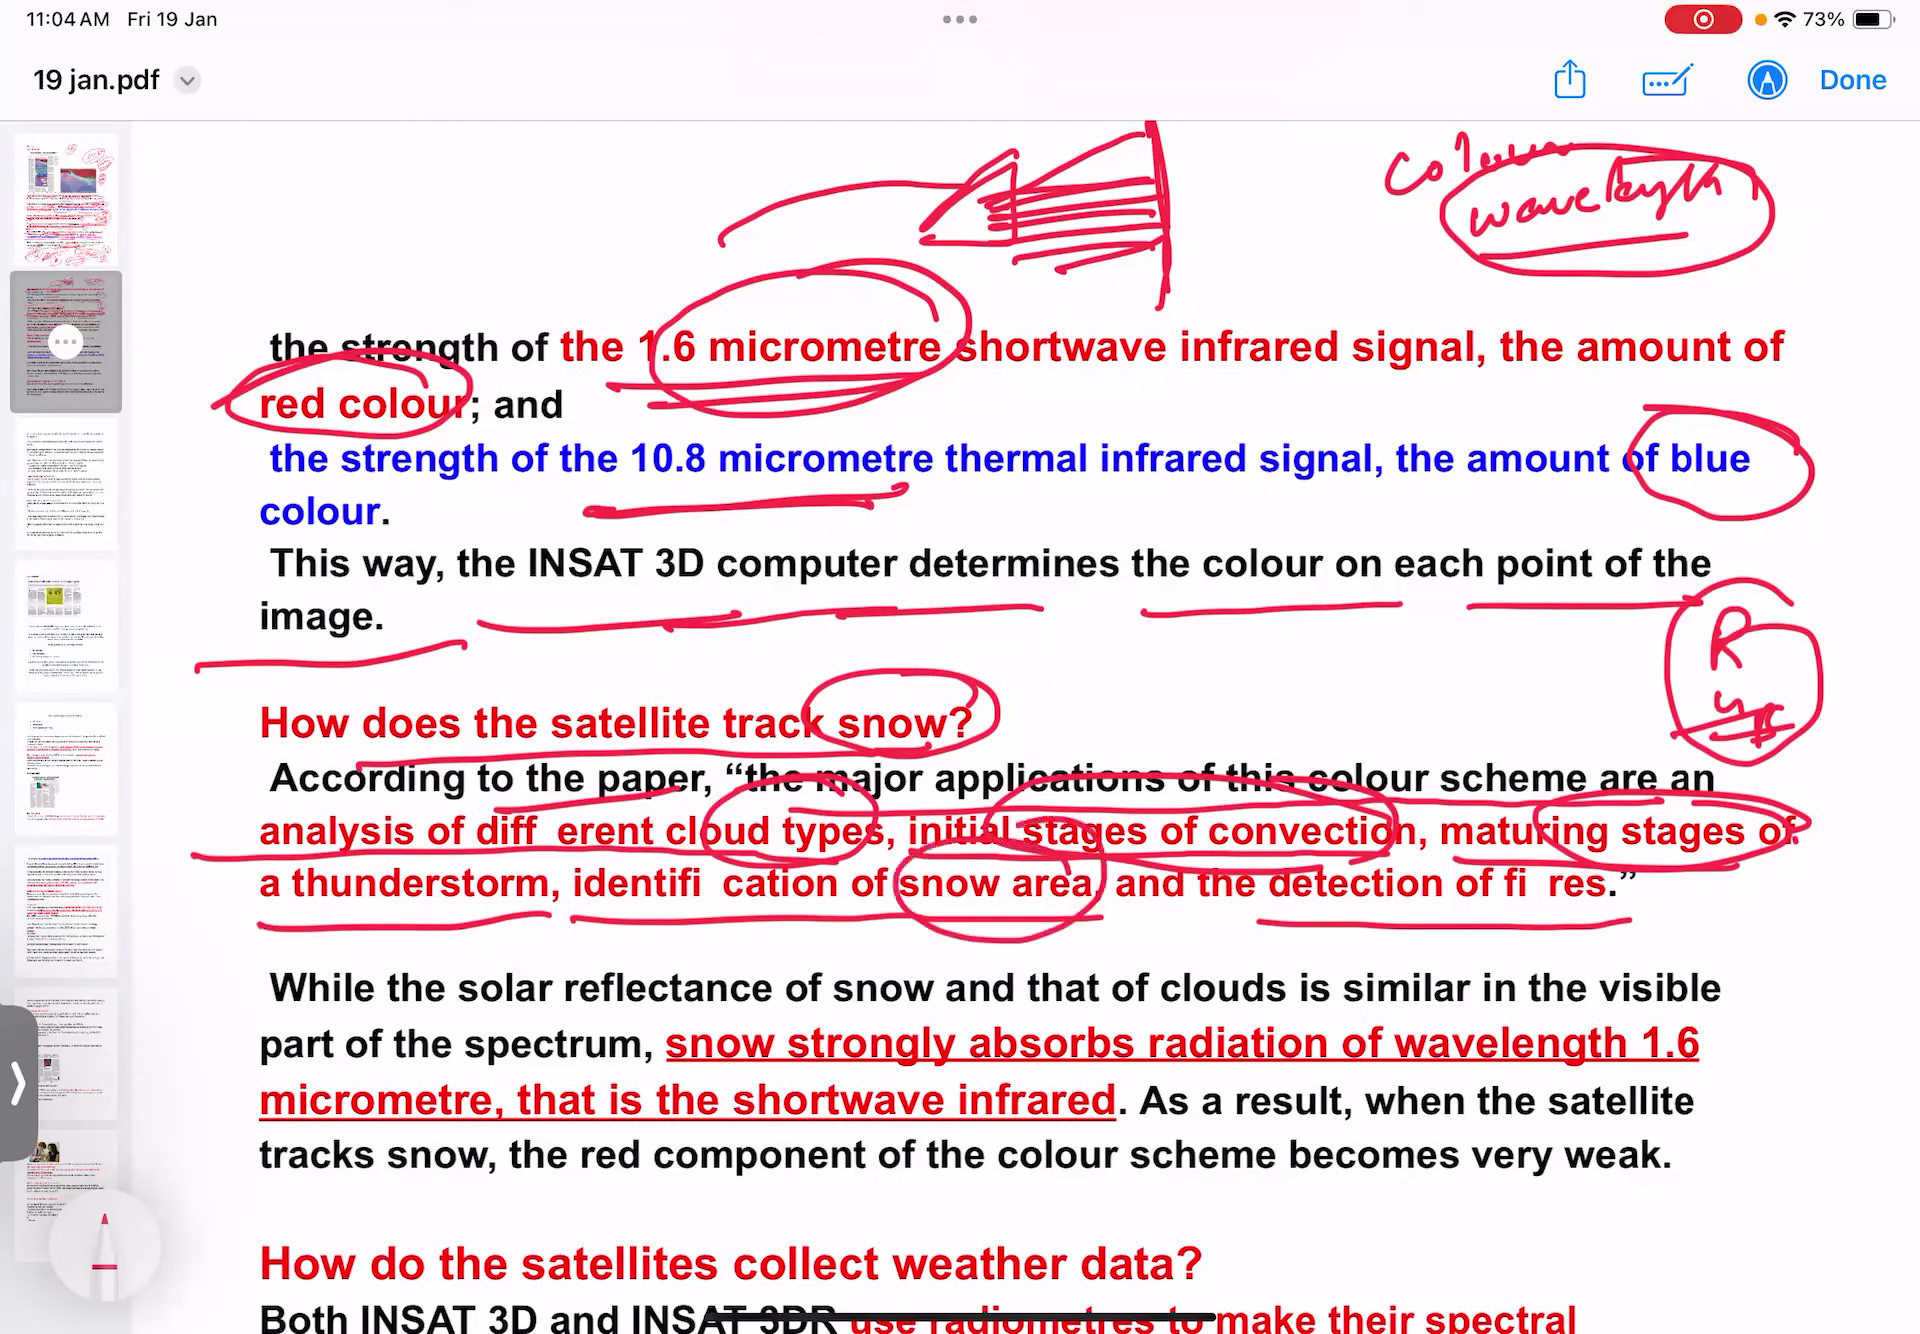 11:04 AM Fri 19 Jan
73%
19 jan.pdf
Done
Colour
wavelength
the strength of the 1.6 micrometre shortwave infrared signal, the amount of
red colour; and
the strength of the 10.8 micrometre thermal infrared signal, the amount of blue
colour.
This way, the INSAT 3D computer determines the colour on each point of the
image.
R
How does the satellite track snow?
According to the paper, “the major applications of this colour scheme are an
analysis of diff erent cloud types, initial stages of convection, maturing stages of
a thunderstorm, identifi cation of snow area, and the detection of fi res.”
While the solar reflectance of snow and that of clouds is similar in the visible
part of the spectrum, snow strongly absorbs radiation of wavelength 1.6
micrometre, that is the shortwave infrared. As a result, when the satellite
tracks snow, the red component of the colour scheme becomes very weak.
How do the satellites collect weather data?
Both INSAT 3D and INSAT 3DR use radiometres to make their spectral